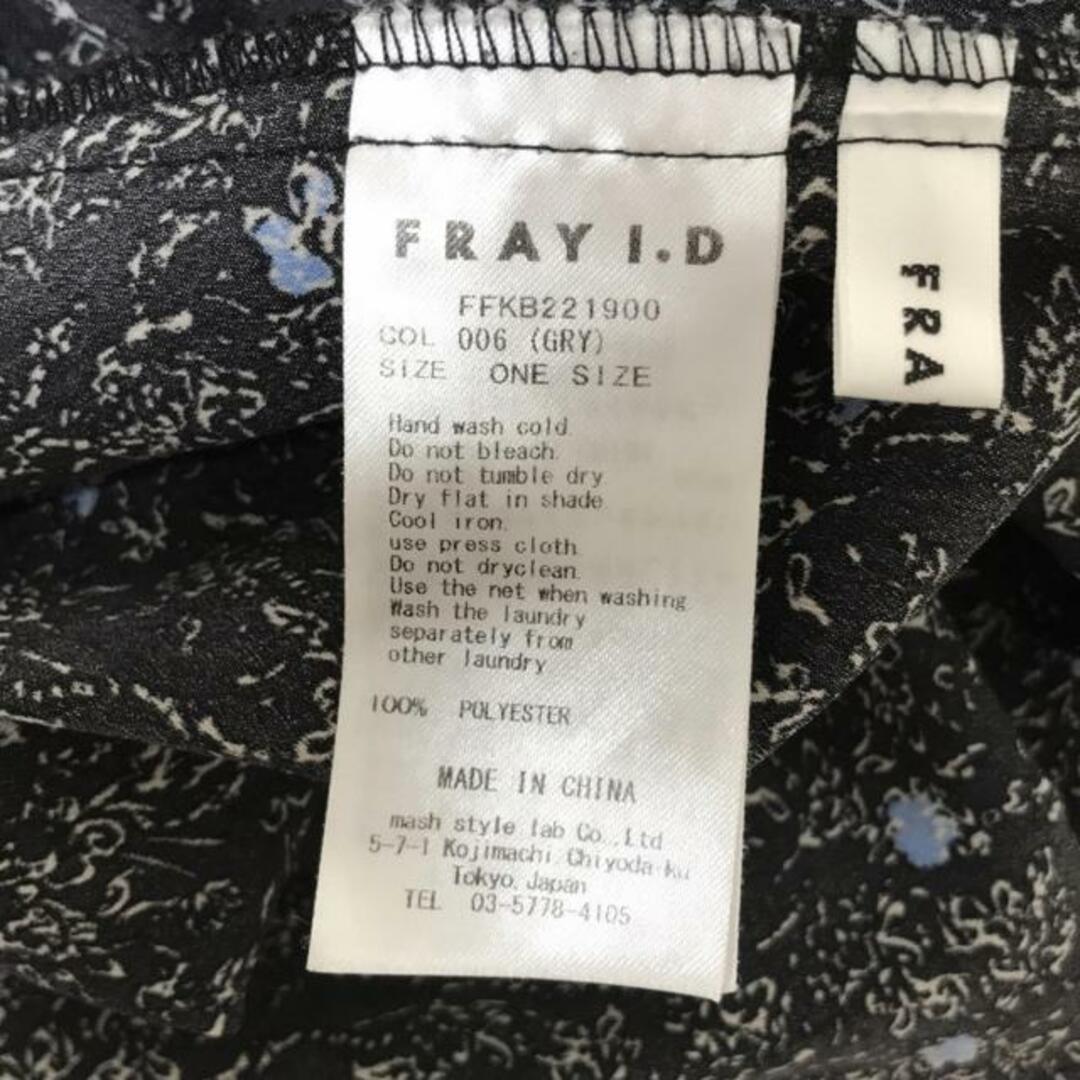 FRAY I.D
FFKB221900
COL 006 (GRY)
SIZE ONE SIZE
Hand wash cold.
Do not bleach.
Do not tumble dry.
Dry flat in shade.
Cool iron.
use press cloth.
Do not dryclean.
Use the net when washing.
Wash the laundry
separately from
other laundry
100% POLYESTER
MADE IN CHINA
mash style lab Co.,Ltd
5-7-1 Kojimachi Chiyoda-ku
Tokyo, Japan
TEL 03-5778-4105
FRA